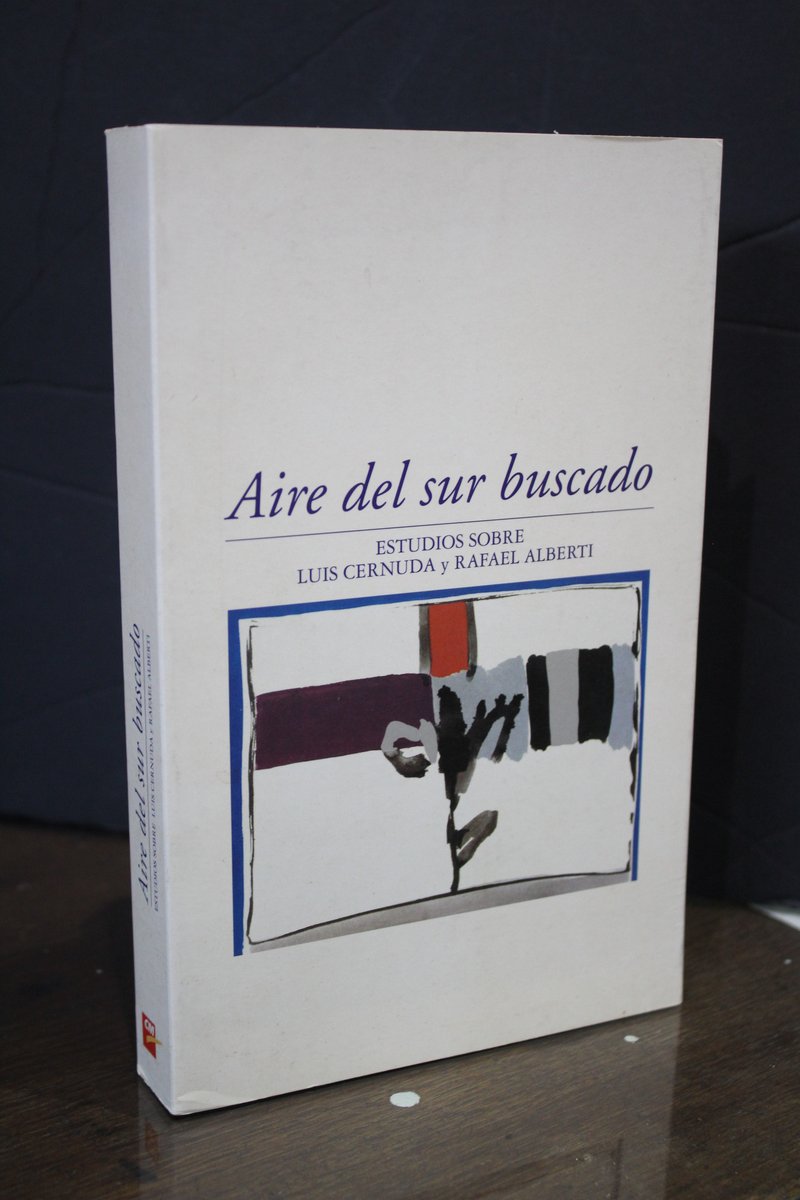 Aire del sur buscado
ESTUDIOS SOBRE
LUIS CERNUDA y RAFAEL ALBERTI
Aire del sur buscado
ESTUDIOS SOBRE LUIS CERNUDA y RAFAEL ALBERTI